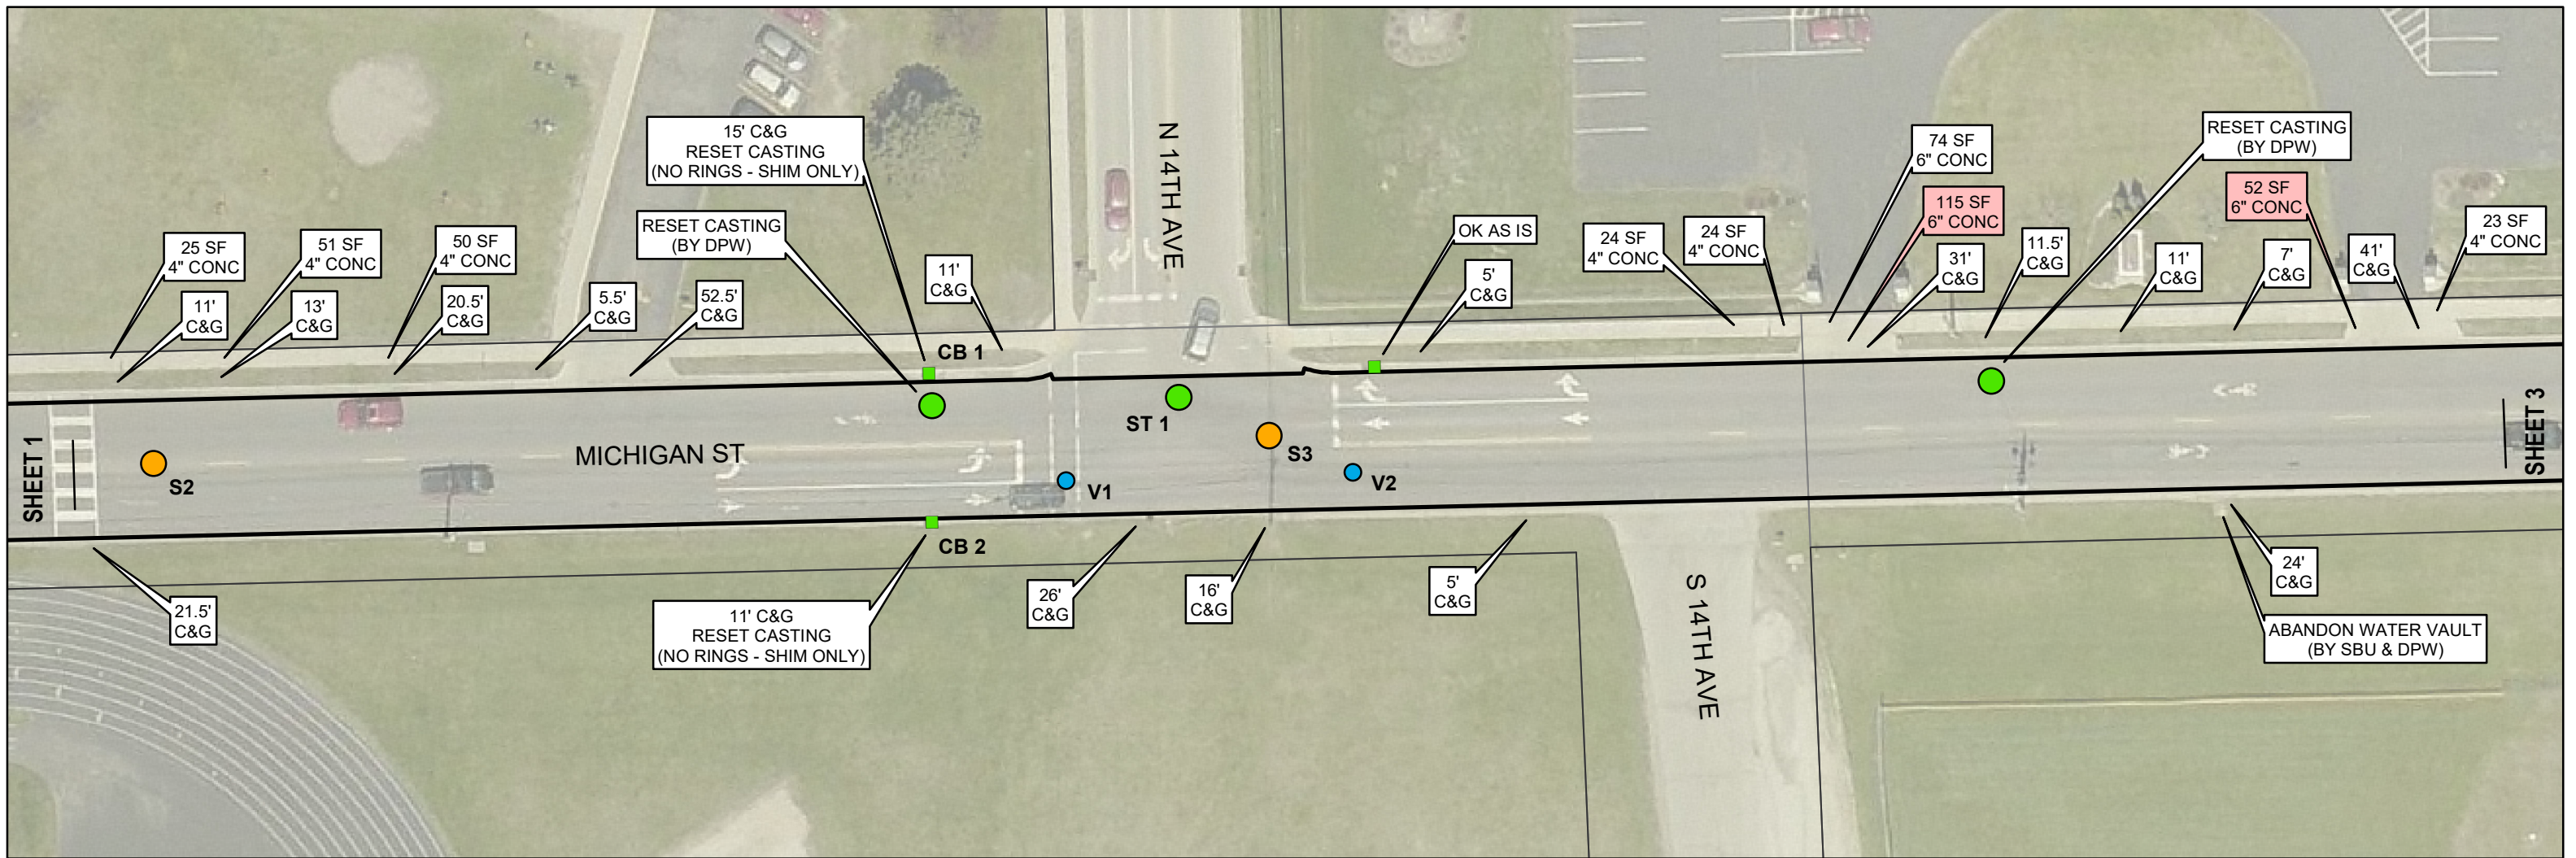 15' C&G
RESET CASTING
(NO RINGS - SHIM ONLY)
RESET CASTING
(BY DPW)
N 14TH AVE
74 SF
6" CONC
RESET CASTING
(BY DPW)
115 SF
6" CONC
52 SF
6" CONC
25 SF
4" CONC
51 SF
4" CONC
50 SF
4" CONC
11'
C&G
OK AS IS
24 SF
4" CONC
24 SF
4" CONC
31'
C&G
11.5'
C&G
11'
C&G
7'
C&G
41'
C&G
23 SF
4" CONC
11'
C&G
13'
C&G
20.5'
C&G
5.5'
C&G
52.5'
C&G
5'
C&G
CB 1
SHEET 1
S2
MICHIGAN ST
ST 1
S3
V1
V2
SHEET 3
CB 2
21.5'
C&G
11' C&G
RESET CASTING
(NO RINGS - SHIM ONLY)
26'
C&G
16'
C&G
5'
C&G
S 14TH AVE
24'
C&G
ABANDON WATER VAULT
(BY SBU & DPW)